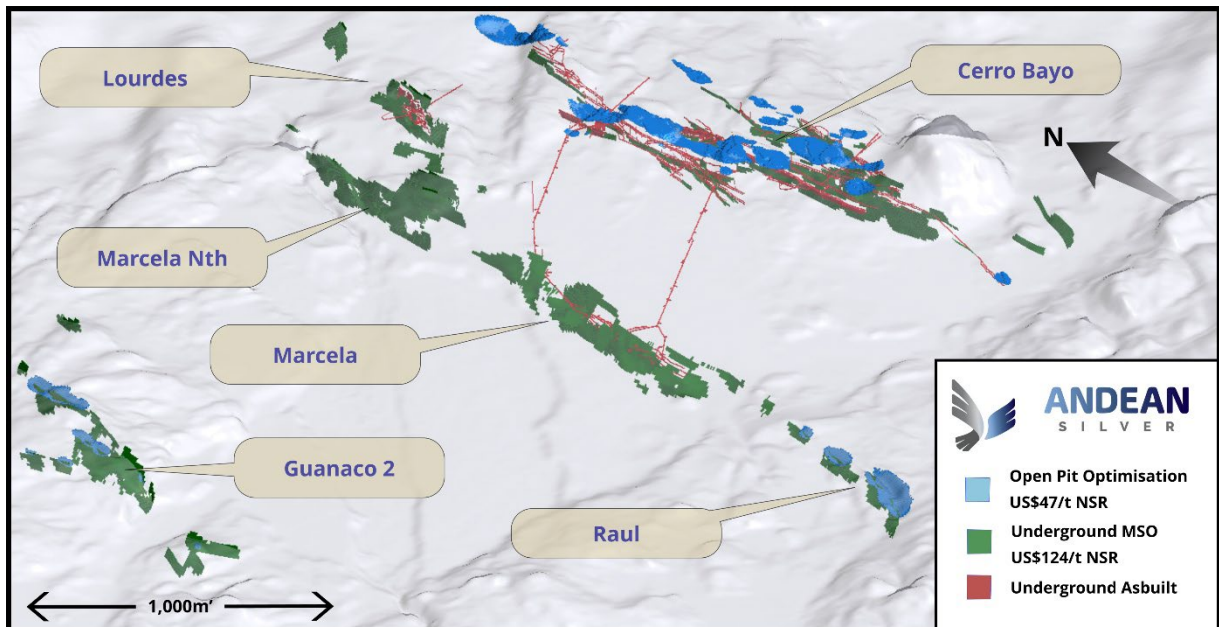 Lourdes
Cerro Bayo
N
Marcela Nth
Marcela
Guanaco 2
Raul
1,000m’
ANDEAN
SILVER
Open Pit Optimisation
US$47/t NSR
Underground MSO
US$124/t NSR
Underground Asbuilt